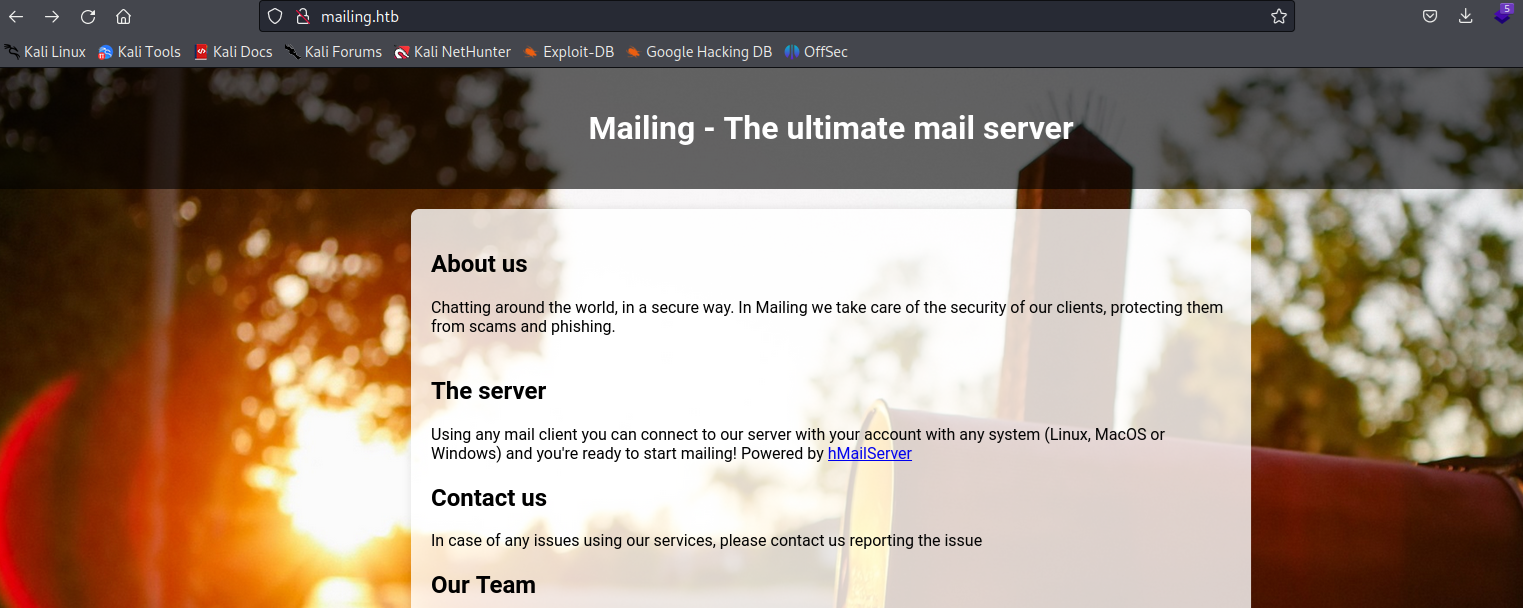 mailing.htb
5
Kali Linux Kali Tools Kali Docs Kali Forums Kali NetHunter Exploit-DB Google Hacking DB OffSec
Mailing - The ultimate mail server
About us
Chatting around the world, in a secure way. In Mailing we take care of the security of our clients, protecting them
from scams and phishing.
The server
Using any mail client you can connect to our server with your account with any system (Linux, MacOS or
Windows) and you're ready to start mailing! Powered by hMailServer
Contact us
In case of any issues using our services, please contact us reporting the issue
Our Team